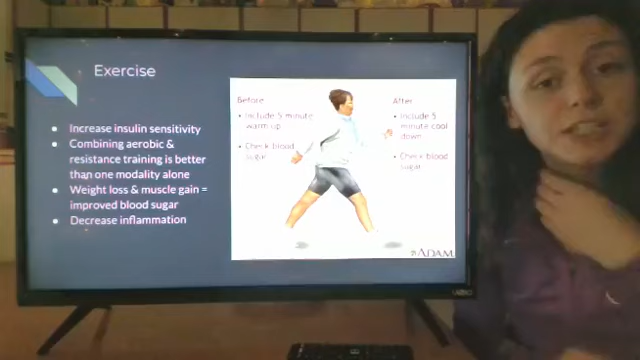 Exercise
● Increase insulin sensitivity
● Combining aerobic &
resistance training is better
than one modality alone
● Weight loss & muscle gain =
improved blood sugar
● Decrease inflammation
Before
• Include 5 minute
warm up
• Check blood
sugar
After
• Include 5
minute cool
down
• Check blood
sugar
ADAM
VIZIO